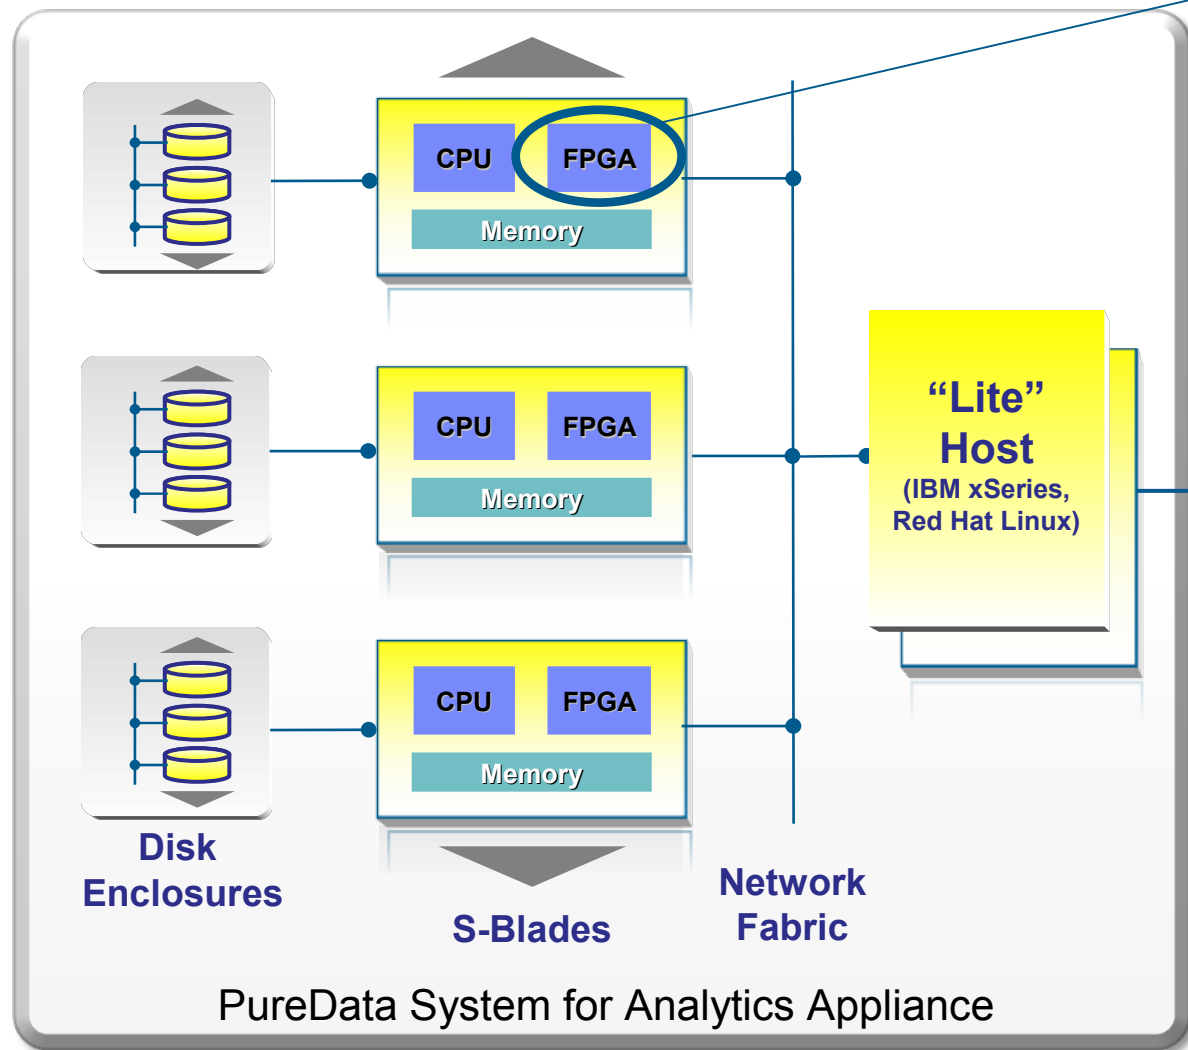 CPU
FPGA
Memory
CPU
FPGA
Memory
CPU
FPGA
Memory
“Lite”
Host
(IBM xSeries,
Red Hat Linux)
Disk
Enclosures
S-Blades
Network
Fabric
PureData System for Analytics Appliance